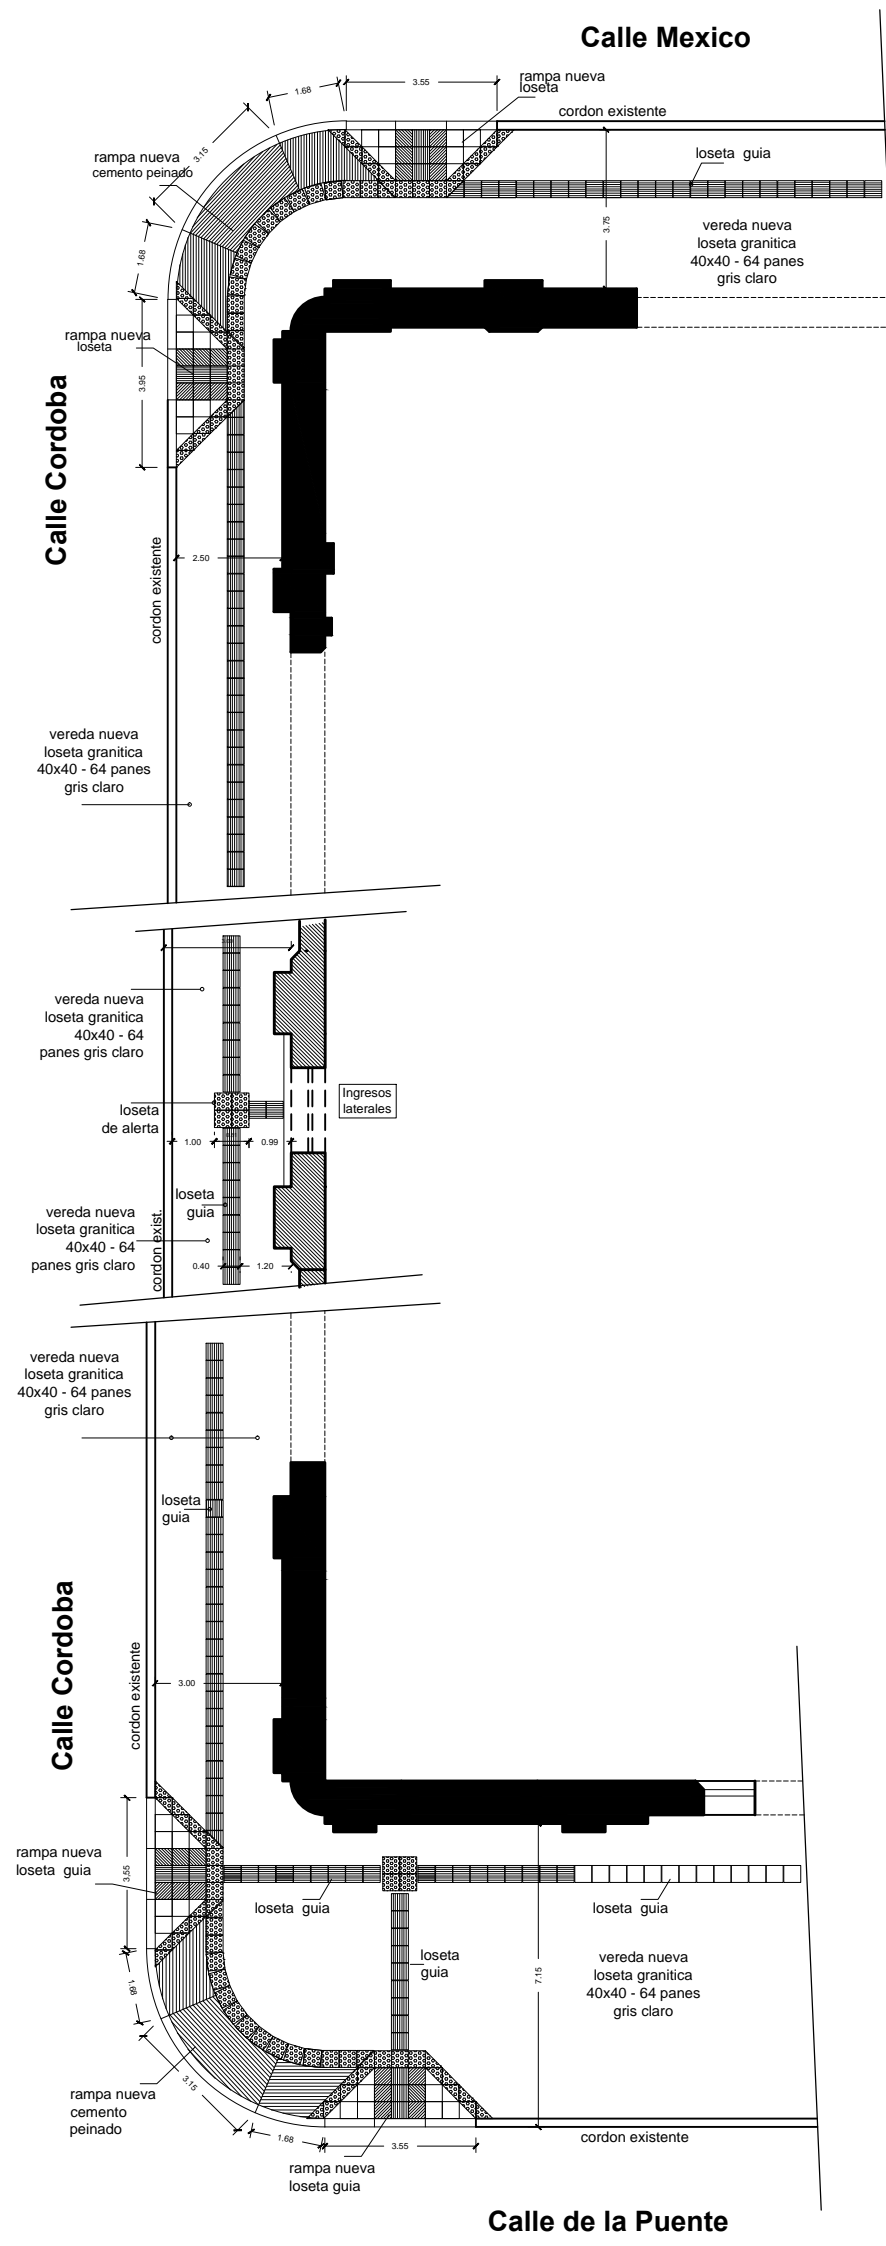 Calle Mexico
rampa nueva
loseta
3.55
1.68
cordon existente
3.15
rampa nueva
cemento peinado
loseta guia
3.75
vereda nueva
loseta granitica
40x40 - 64 panes
gris claro
1.68
rampa nueva
loseta
3.95
Calle Cordoba
cordon existente
2.50
vereda nueva
loseta granitica
40x40 - 64 panes
gris claro
vereda nueva
loseta granitica
40x40 - 64
panes gris claro
Ingresos
laterales
loseta
de alerta
1.00
0.99
loseta
guia
vereda nueva
loseta granitica
40x40 - 64
panes gris claro
cordon exist.
0.40
1.20
vereda nueva
loseta granitica
40x40 - 64 panes
gris claro
loseta
guia
Calle Cordoba
cordon existente
3.00
rampa nueva
loseta guia
3,55
loseta guia
loseta guia
loseta
guia
7.15
vereda nueva
loseta granitica
40x40 - 64 panes
gris claro
1.68
3.15
rampa nueva
cemento
peinado
1.68
3.55
cordon existente
rampa nueva
loseta guia
Calle de la Puente